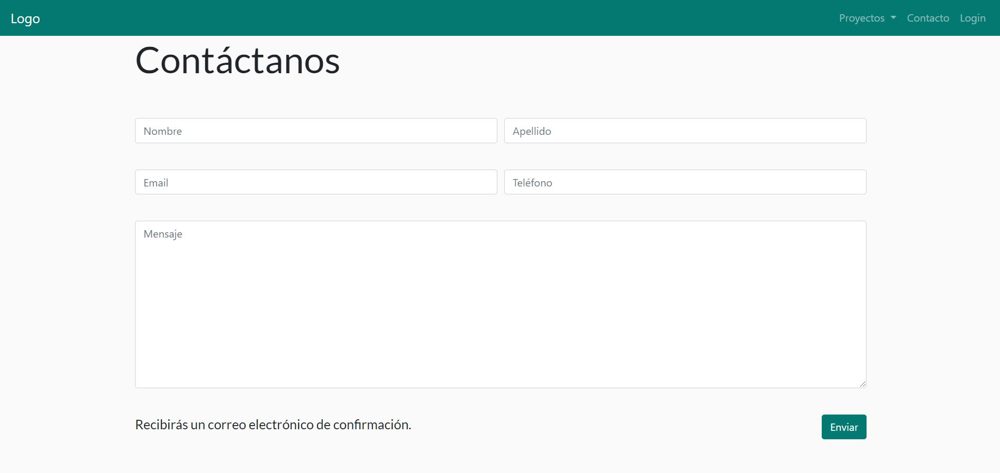 Logo Proyectos Contacto Login
Contáctanos
Nombre Apellido
Email Teléfono
Mensaje
Recibirás un correo electrónico de confirmación. Enviar